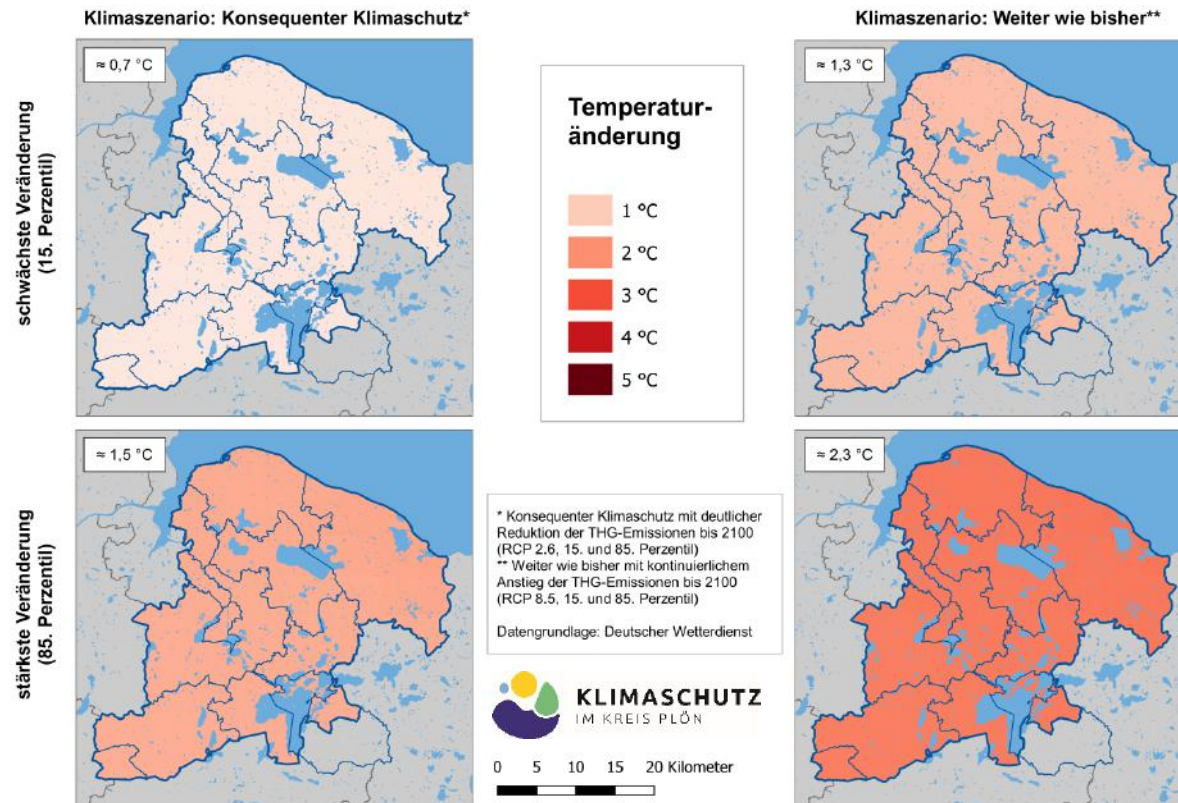 Klimaszenario: Konsequenter Klimaschutz*
Klimaszenario: Weiter wie bisher**
schwächste Veränderung
(15. Perzentil)
≈ 0,7 °C
Temperatur-
änderung
1 °C
2 °C
3 °C
4 °C
5 °C
≈ 1,3 °C
stärkste Veränderung
(85. Perzentil)
≈ 1,5 °C
* Konsequenter Klimaschutz mit deutlicher
Reduktion der THG-Emissionen bis 2100
(RCP 2.6, 15. und 85. Perzentil)
** Weiter wie bisher mit kontinuierlichem
Anstieg der THG-Emissionen bis 2100
(RCP 8.5, 15. und 85. Perzentil)
Datengrundlage: Deutscher Wetterdienst
KLIMASCHUTZ
IM KREIS PLÖN
0 5 10 15 20 Kilometer
≈ 2,3 °C